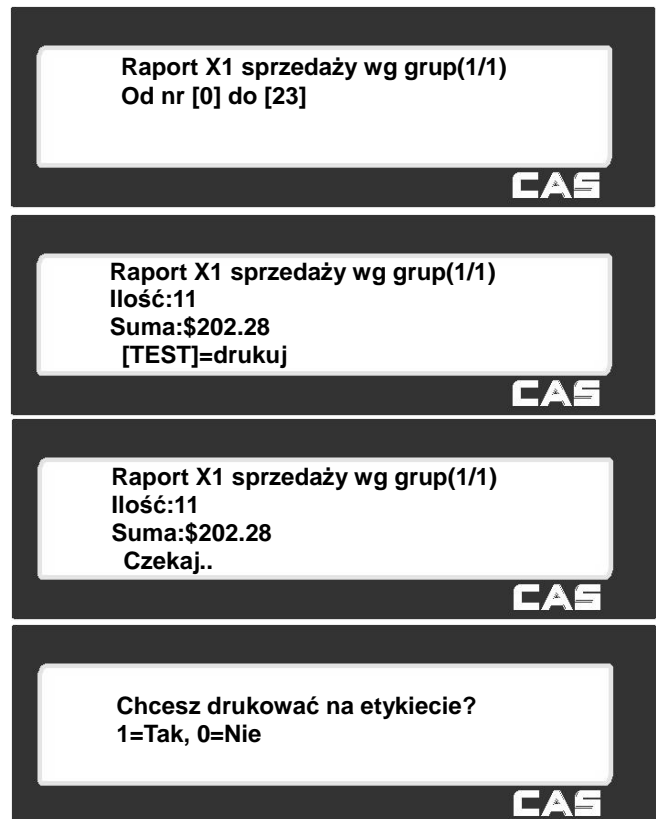 Raport X1 sprzedaży wg grup(1/1)
Od nr [0] do [23]
CAS
Raport X1 sprzedaży wg grup(1/1)
Ilość:11
Suma:$202.28
[TEST]=drukuj
CAS
Raport X1 sprzedaży wg grup(1/1)
Ilość:11
Suma:$202.28
Czekaj..
CAS
Chcesz drukować na etykiecie?
1=Tak, 0=Nie
CAS